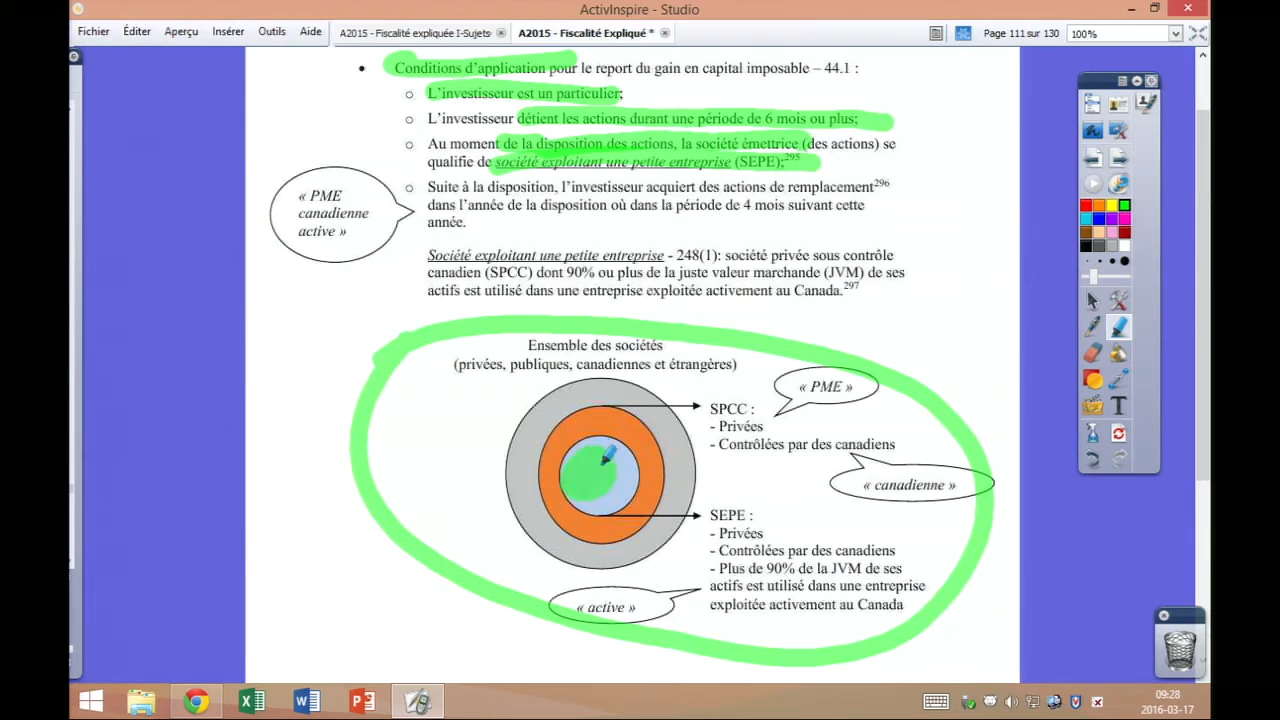 ActivInspire - Studio
Fichier Éditer Aperçu Insérer Outils Aide
A2015 - Fiscalité expliquée I-Sujets
A2015 - Fiscalité Expliqué *
Page 111 sur 130
100%
• Conditions d'application pour le report du gain en capital imposable – 44.1 :
o L'investisseur est un particulier;
o L'investisseur détient les actions durant une période de 6 mois ou plus;
o Au moment de la disposition des actions, la société émettrice (des actions) se
qualifie de société exploitant une petite entreprise (SEPE);295
o Suite à la disposition, l'investisseur acquiert des actions de remplacement296
dans l'année de la disposition où dans la période de 4 mois suivant cette
année.
« PME
canadienne
active »
Société exploitant une petite entreprise - 248(1): société privée sous contrôle
canadien (SPCC) dont 90% ou plus de la juste valeur marchande (JVM) de ses
actifs est utilisé dans une entreprise exploitée activement au Canada.297
Ensemble des sociétés
(privées, publiques, canadiennes et étrangères)
« PME »
SPCC :
- Privées
- Contrôlées par des canadiens
« canadienne »
SEPE :
- Privées
- Contrôlées par des canadiens
- Plus de 90% de la JVM de ses
actifs est utilisé dans une entreprise
exploitée activement au Canada
« active »
09:28
2016-03-17